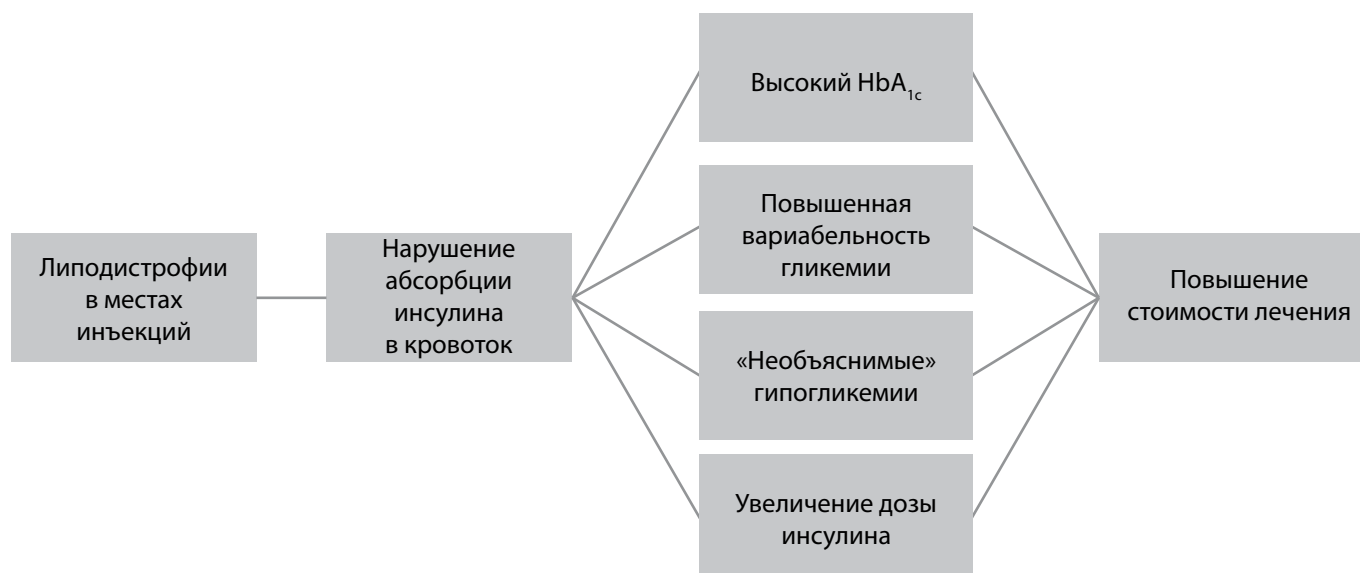 Липодистрофии
в местах
инъекций
Нарушение
абсорбции
инсулина
в кровоток
Высокий HbA1c
Повышенная
вариабельность
гликемии
«Необъяснимые»
гипогликемии
Увеличение дозы
инсулина
Повышение
стоимости лечения